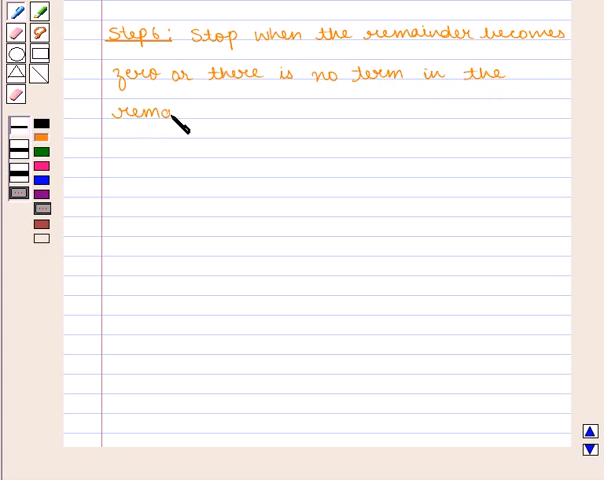 Step 6: Stop when the remainder becomes
zero or there is no term in the
rema